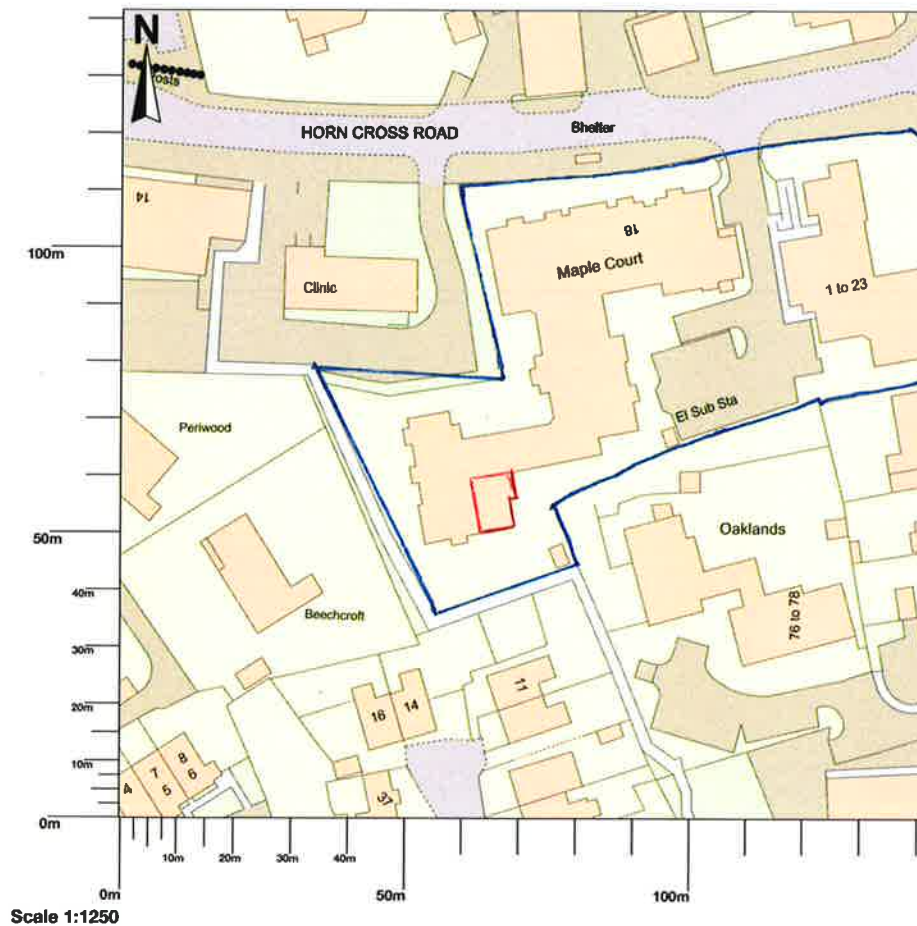 N
Posts
HORN CROSS ROAD
Shelter
14
18
100m
Maple Court
Clinic
1 to 23
El Sub Sta
Periwood
50m
Oaklands
40m
Beechcroft
76 to 78
30m
20m
11
16
14
10m
8
7
6
5
4
37
0m
10m
20m
30m
40m
0m
50m
100m
Scale 1:1250